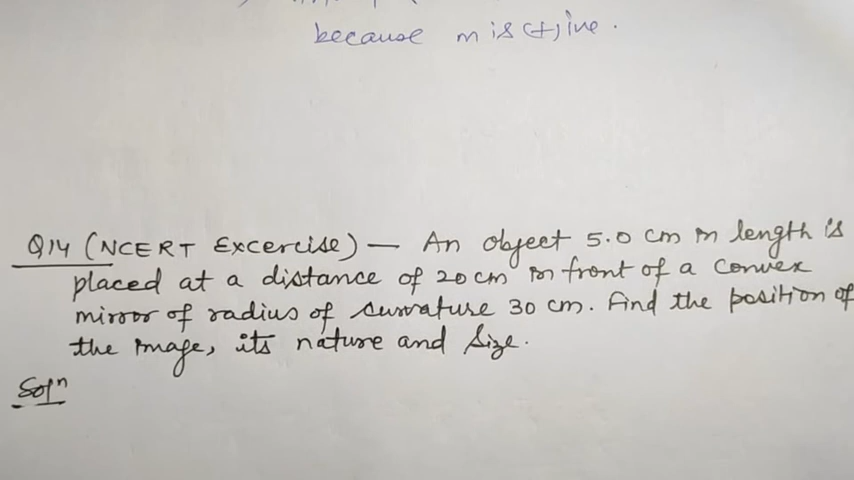 because m is (+)ive.
Q14 (NCERT Excercise) — An object 5.0 cm in length is
placed at a distance of 20 cm in front of a convex
mirror of radius of curvature 30 cm. Find the position of
the image, its nature and size.
Solⁿ